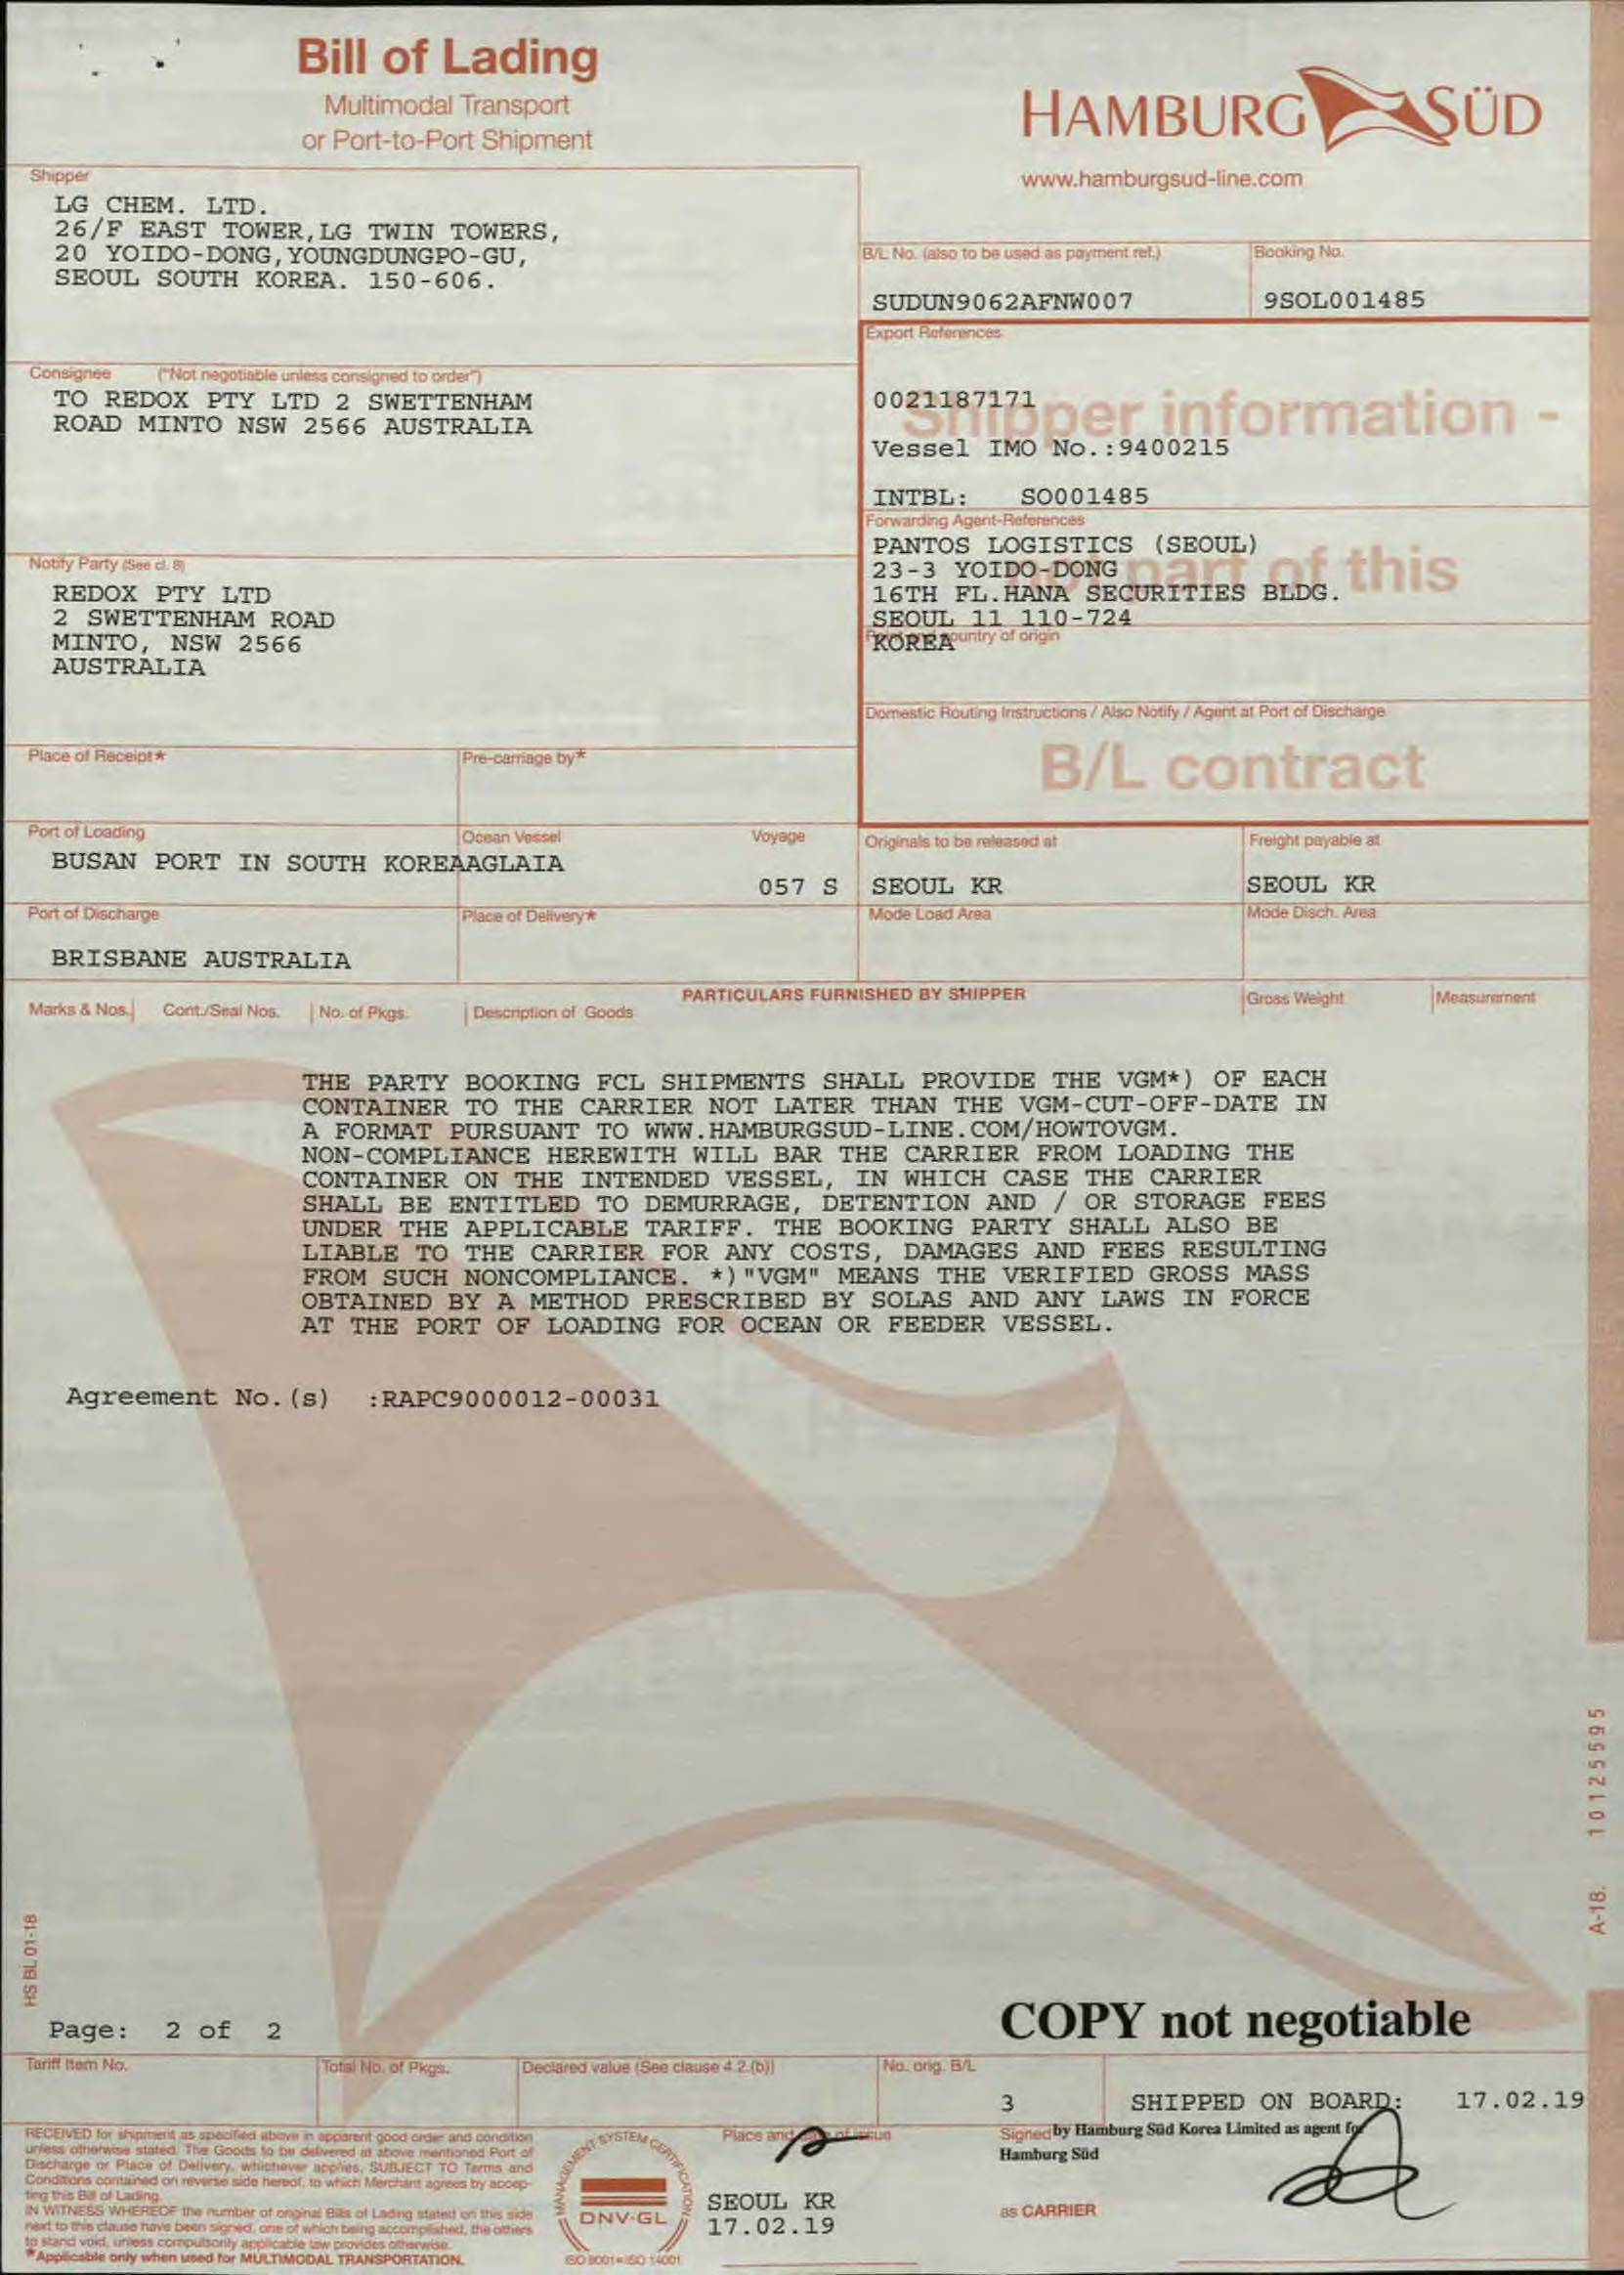 Bill of Lading
Multimodal Transport
or Port-to-Port Shipment
HAMBURG SÜD
www.hamburgsud-line.com
Shipper
LG CHEM. LTD.
26/F EAST TOWER,LG TWIN TOWERS,
20 YOIDO-DONG,YOUNGDUNGPO-GU,
SEOUL SOUTH KOREA. 150-606.
B/L No. (also to be used as payment ref.)
Booking No.
SUDUN9062AFNW007
9SOL001485
Export References
Consignee ("Not negotiable unless consigned to order")
TO REDOX PTY LTD 2 SWETTENHAM
ROAD MINTO NSW 2566 AUSTRALIA
0021187171
Shipper information -
Vessel IMO No.:9400215
INTBL: SO001485
Forwarding Agent-References
PANTOS LOGISTICS (SEOUL)
23-3 YOIDO-DONG
not part of this
16TH FL.HANA SECURITIES BLDG.
SEOUL 11 110-724
KOREA
Point and country of origin
Notify Party (See cl. 8)
REDOX PTY LTD
2 SWETTENHAM ROAD
MINTO, NSW 2566
AUSTRALIA
Domestic Routing Instructions / Also Notify / Agent at Port of Discharge
B/L contract
Place of Receipt*
Pre-carriage by*
Port of Loading
Ocean Vessel
Voyage
Originals to be released at
Freight payable at
BUSAN PORT IN SOUTH KOREAAGLAIA
057 S
SEOUL KR
SEOUL KR
Port of Discharge
Place of Delivery*
Mode Load Area
Mode Disch. Area
BRISBANE AUSTRALIA
PARTICULARS FURNISHED BY SHIPPER
Marks & Nos.
Cont./Seal Nos.
No. of Pkgs.
Description of Goods
Gross Weight
Measurement
THE PARTY BOOKING FCL SHIPMENTS SHALL PROVIDE THE VGM*) OF EACH
CONTAINER TO THE CARRIER NOT LATER THAN THE VGM-CUT-OFF-DATE IN
A FORMAT PURSUANT TO WWW.HAMBURGSUD-LINE.COM/HOWTOVGM.
NON-COMPLIANCE HEREWITH WILL BAR THE CARRIER FROM LOADING THE
CONTAINER ON THE INTENDED VESSEL, IN WHICH CASE THE CARRIER
SHALL BE ENTITLED TO DEMURRAGE, DETENTION AND / OR STORAGE FEES
UNDER THE APPLICABLE TARIFF. THE BOOKING PARTY SHALL ALSO BE
LIABLE TO THE CARRIER FOR ANY COSTS, DAMAGES AND FEES RESULTING
FROM SUCH NONCOMPLIANCE. *)"VGM" MEANS THE VERIFIED GROSS MASS
OBTAINED BY A METHOD PRESCRIBED BY SOLAS AND ANY LAWS IN FORCE
AT THE PORT OF LOADING FOR OCEAN OR FEEDER VESSEL.
Agreement No.(s) :RAPC9000012-00031
A-18. 10125595
HS BL 01-18
Page: 2 of 2
COPY not negotiable
Tariff Item No.
Total No. of Pkgs.
Declared value (See clause 4.2.(b))
No. orig. B/L
3
SHIPPED ON BOARD: 17.02.19
RECEIVED for shipment as specified above in apparent good order and condition
unless otherwise stated. The Goods to be delivered at above mentioned Port of
Discharge or Place of Delivery, whichever applies, SUBJECT TO Terms and
Conditions contained on reverse side hereof, to which Merchant agrees by accep-
ting this Bill of Lading.
IN WITNESS WHEREOF the number of original Bills of Lading stated on this side
next to this clause have been signed, one of which being accomplished, the others
to stand void, unless compulsorily applicable law provides otherwise.
*Applicable only when used for MULTIMODAL TRANSPORTATION.
MANAGEMENT SYSTEM CERTIFICATION
DNV·GL
ISO 9001 = ISO 14001
Place and of issue
SEOUL KR
17.02.19
Signed by Hamburg Süd Korea Limited as agent for
Hamburg Süd
as CARRIER